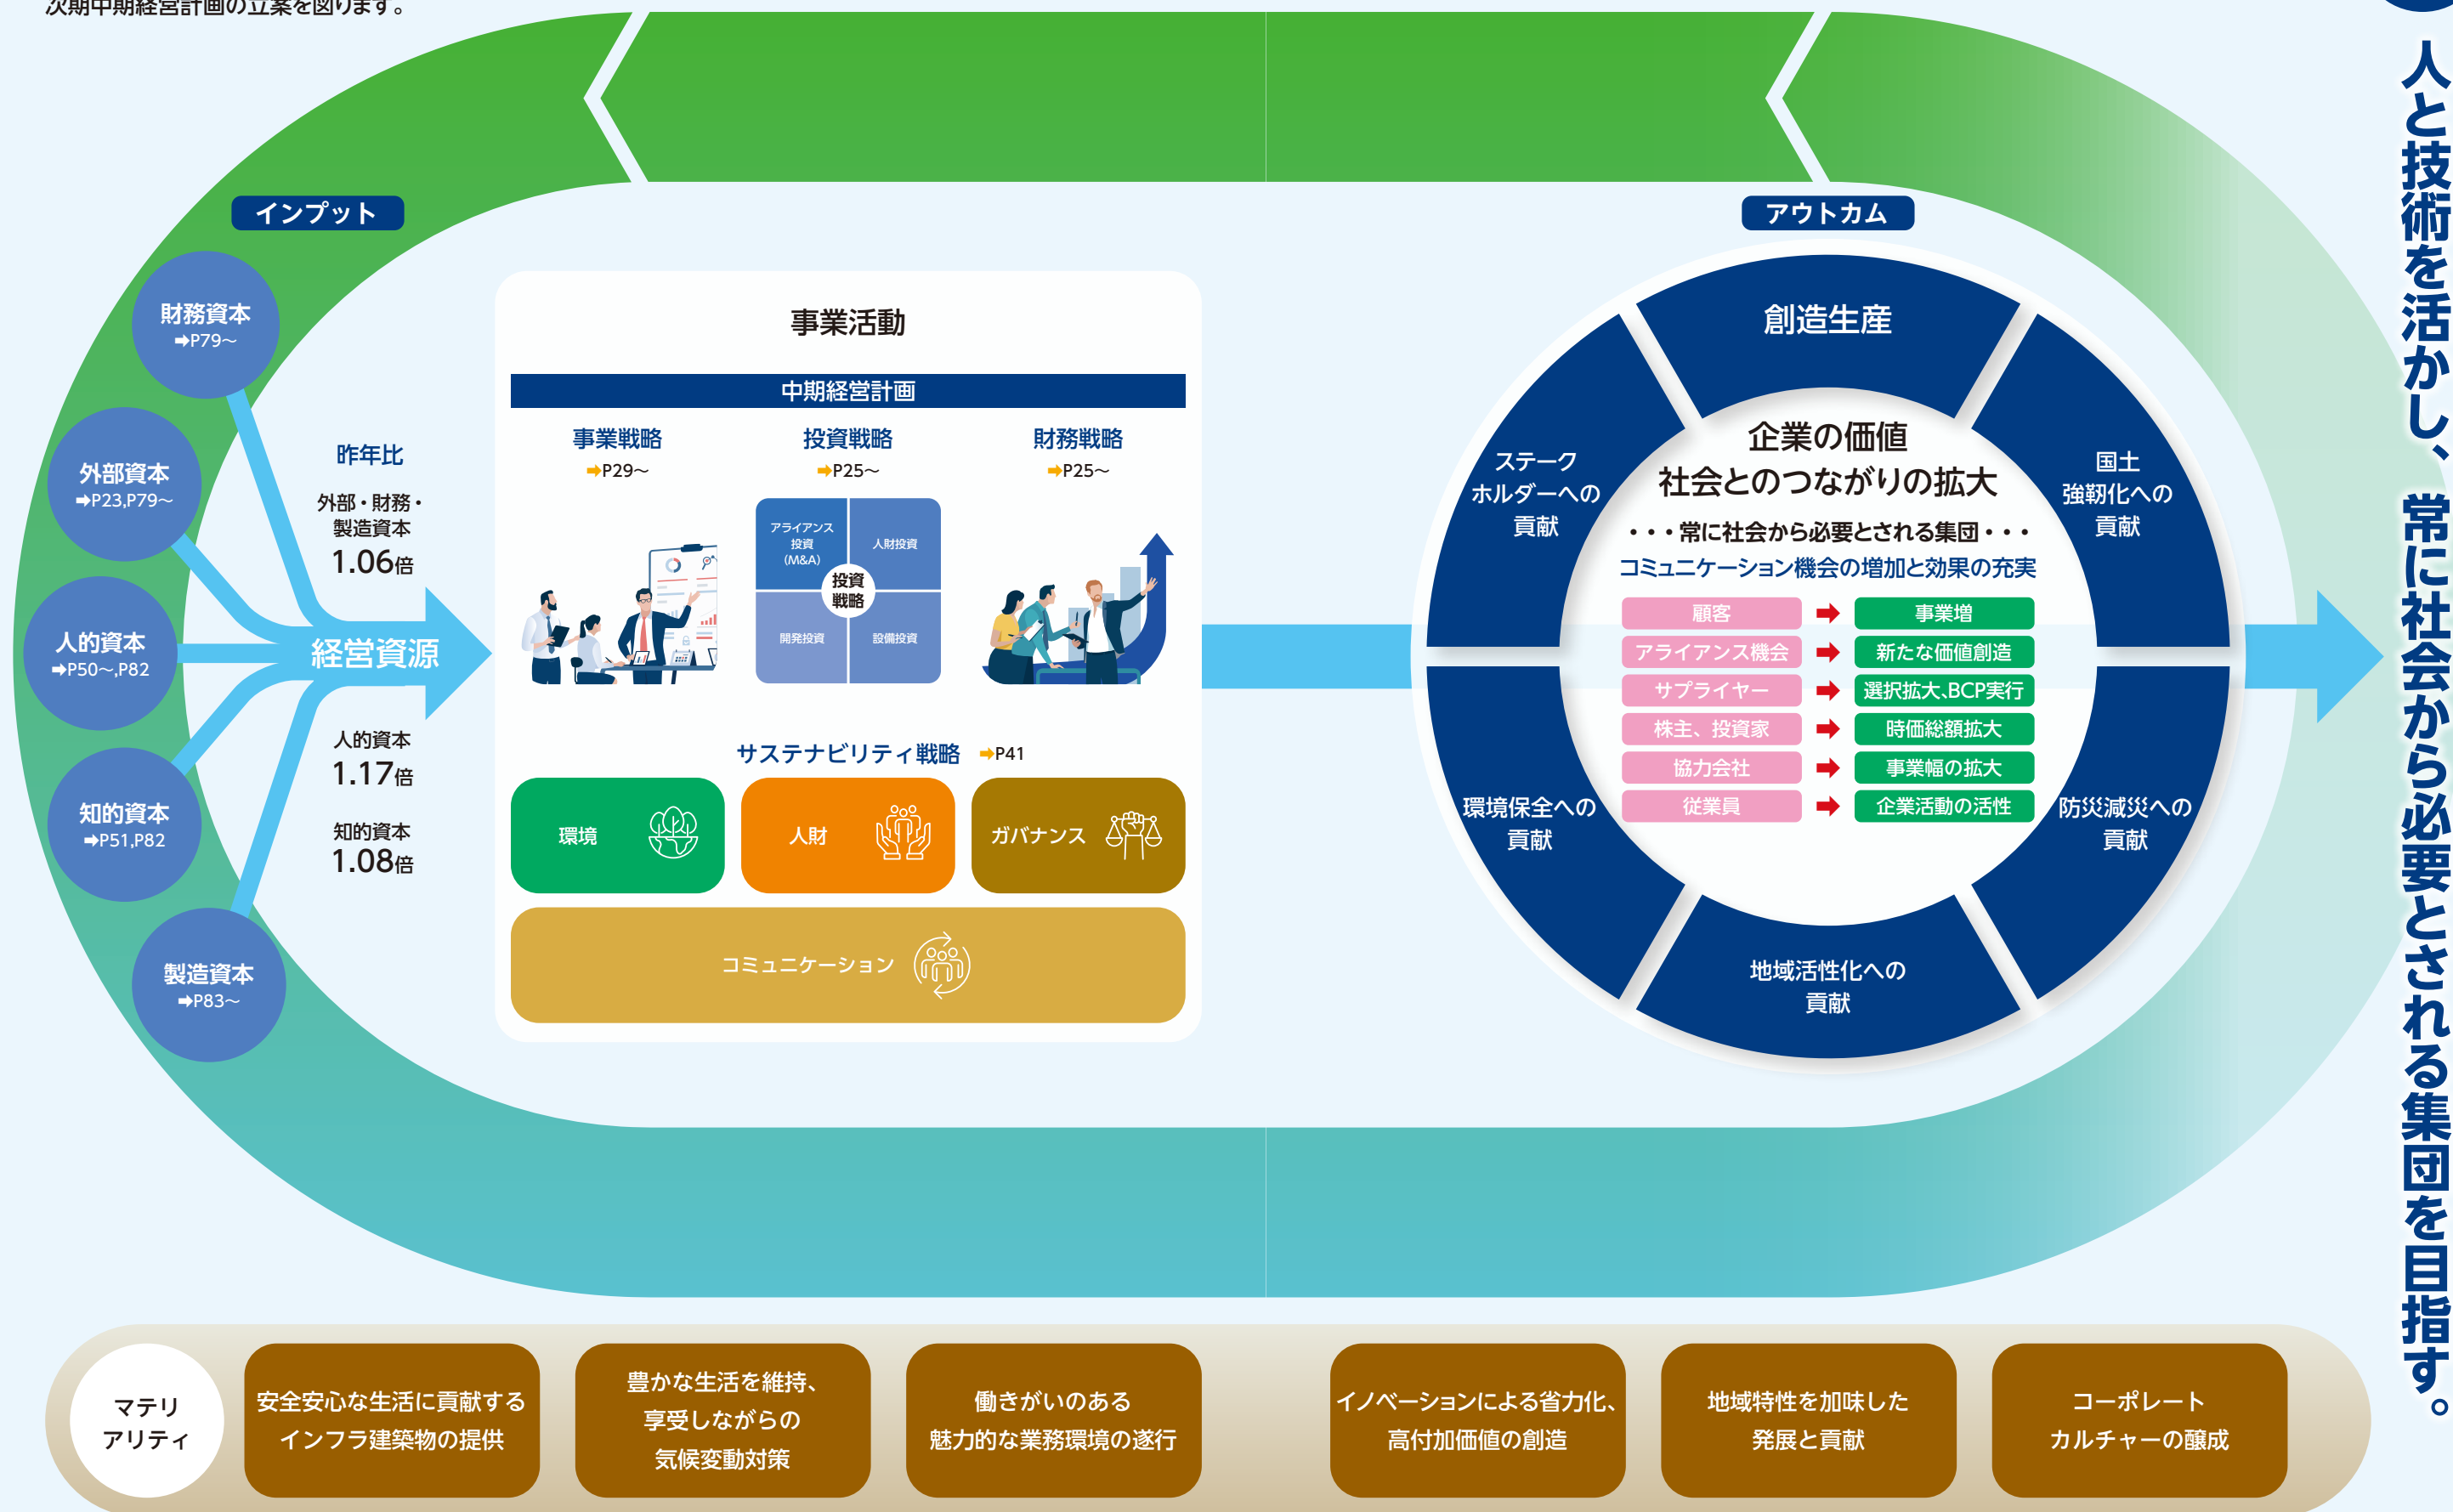 次期中期経営計画の立案を図ります。
インプット
財務資本
➡P79～
外部資本
➡P23,P79～
人的資本
➡P50～,P82
知的資本
➡P51,P82
製造資本
➡P83～
昨年比
外部・財務・
製造資本
1.06倍
経営資源
人的資本
1.17倍
知的資本
1.08倍
事業活動
中期経営計画
事業戦略
➡P29～
投資戦略
➡P25～
財務戦略
➡P25～
アライアンス
投資
(M&A)
人財投資
投資
戦略
開発投資
設備投資
サステナビリティ戦略 ➡P41
環境
人財
ガバナンス
コミュニケーション
アウトカム
創造生産
ステーク
ホルダーへの
貢献
国土
強靭化への
貢献
環境保全への
貢献
防災減災への
貢献
地域活性化への
貢献
企業の価値
社会とのつながりの拡大
・・・常に社会から必要とされる集団・・・
コミュニケーション機会の増加と効果の充実
顧客 ➡ 事業増
アライアンス機会 ➡ 新たな価値創造
サプライヤー ➡ 選択拡大、BCP実行
株主、投資家 ➡ 時価総額拡大
協力会社 ➡ 事業幅の拡大
従業員 ➡ 企業活動の活性
人と技術を活かし、常に社会から必要とされる集団を目指す。
マテリ
アリティ
安全安心な生活に貢献する
インフラ建築物の提供
豊かな生活を維持、
享受しながらの
気候変動対策
働きがいのある
魅力的な業務環境の遂行
イノベーションによる省力化、
高付加価値の創造
地域特性を加味した
発展と貢献
コーポレート
カルチャーの醸成